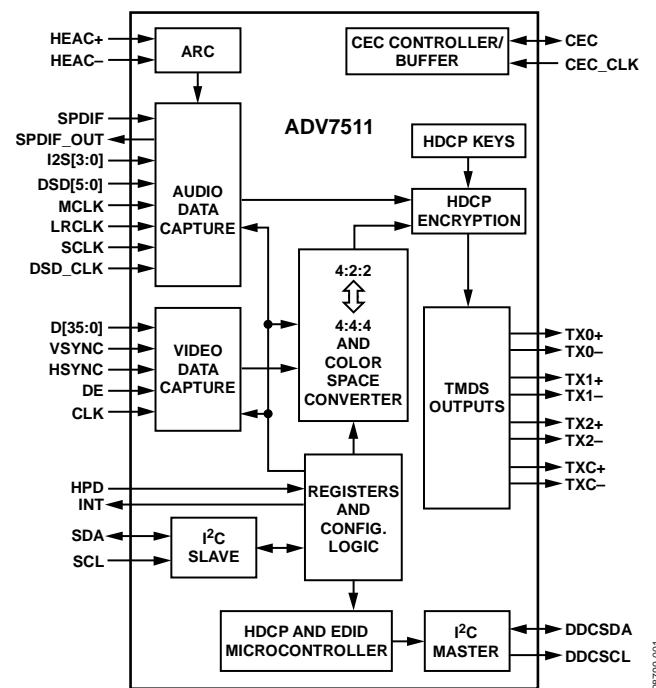 HEAC+
HEAC–
ARC
CEC CONTROLLER/
BUFFER
CEC
CEC_CLK
ADV7511
SPDIF
SPDIF_OUT
I2S[3:0]
DSD[5:0]
MCLK
LRCLK
SCLK
DSD_CLK
AUDIO
DATA
CAPTURE
HDCP KEYS
HDCP
ENCRYPTION
4:2:2
4:4:4
AND
COLOR
SPACE
CONVERTER
D[35:0]
VSYNC
HSYNC
DE
CLK
VIDEO
DATA
CAPTURE
TMDS
OUTPUTS
TX0+
TX0–
TX1+
TX1–
TX2+
TX2–
TXC+
TXC–
HPD
INT
SDA
SCL
I²C
SLAVE
REGISTERS
AND
CONFIG.
LOGIC
HDCP AND EDID
MICROCONTROLLER
I²C
MASTER
DDCSDA
DDCSCL